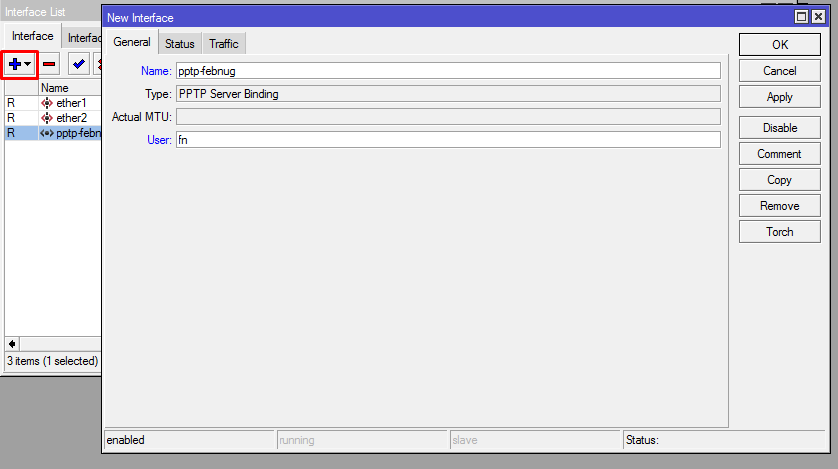 Interface List
Interface Interfac
Name
R ether1
R ether2
R pptp-febn
3 items (1 selected)
New Interface
General Status Traffic
Name: pptp-febnug
Type: PPTP Server Binding
Actual MTU:
User: fn
OK
Cancel
Apply
Disable
Comment
Copy
Remove
Torch
enabled running slave Status: